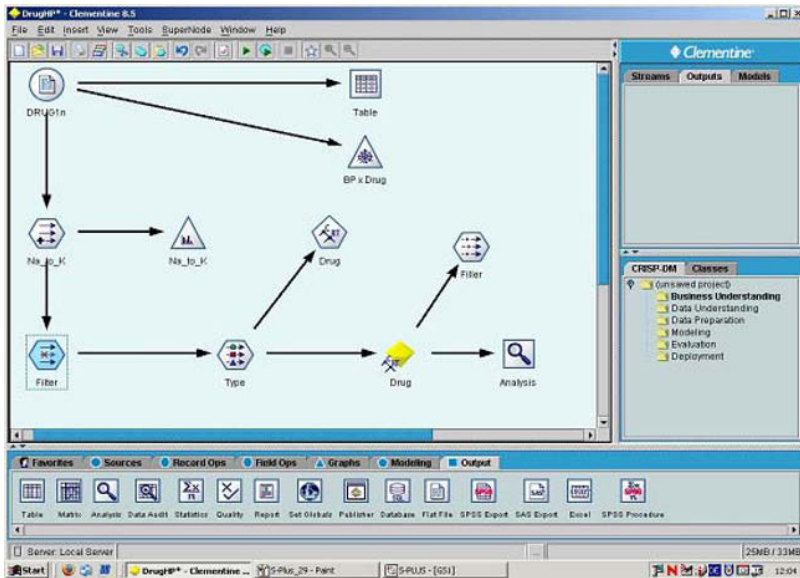 DrugHP* - Clementine 8.5
File Edit Insert View Tools SuperNode Window Help
Clementine
Streams Outputs Models
DRUG1n
Table
BP x Drug
Na_to_K
Na_to_K
Drug
Filler
Filter
Type
Drug
Analysis
CRISP-DM Classes
(unsaved project)
Business Understanding
Data Understanding
Data Preparation
Modeling
Evaluation
Deployment
Favorites Sources Record Ops Field Ops Graphs Modeling Output
Table Matrix Analysis Data Audit Statistics Quality Report Set Globals Publisher Database Flat File SPSS Export SAS Export Excel SPSS Procedure
Server: Local Server
25MB / 33MB
Start DrugHP* - Clementine ... S-Plus_29 - Paint S-PLUS - [GS1] 12:04